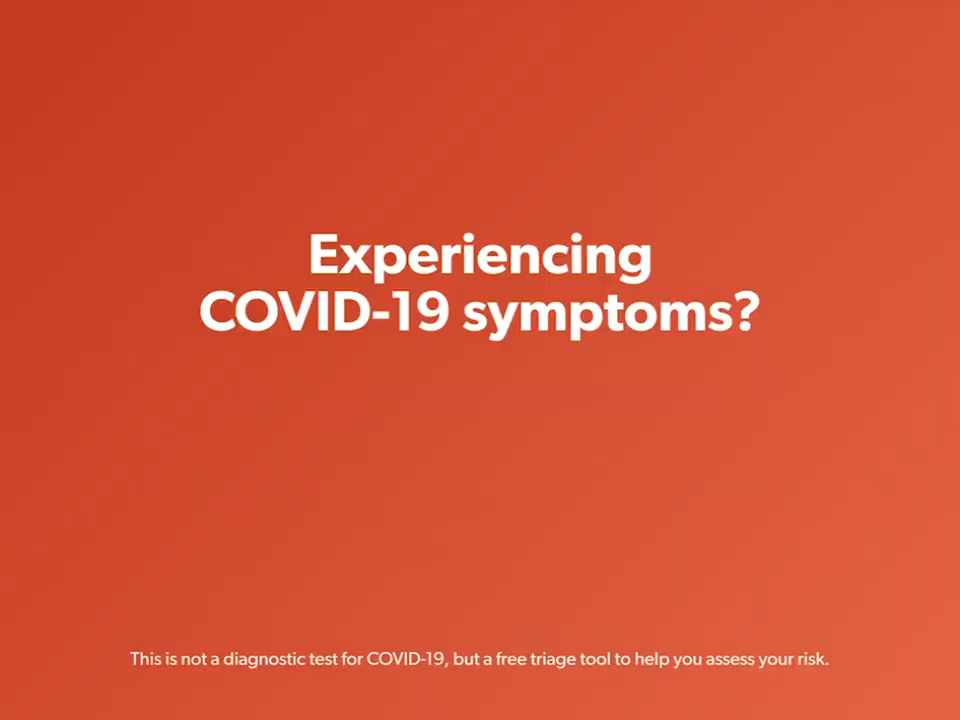 Experiencing
COVID-19 symptoms?
This is not a diagnostic test for COVID-19, but a free triage tool to help you assess your risk.